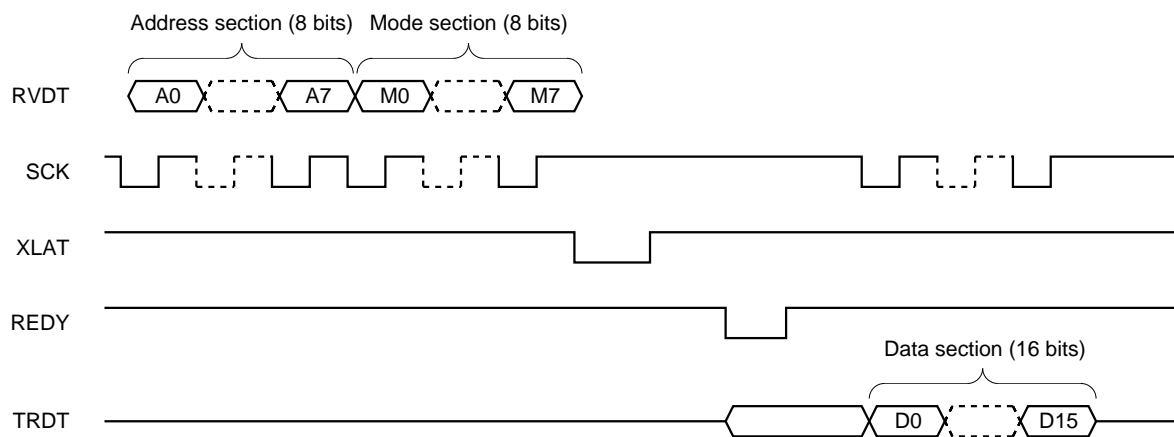 Address section (8 bits) Mode section (8 bits)
RVDT A0 A7 M0 M7
SCK
XLAT
REDY
Data section (16 bits)
TRDT D0 D15